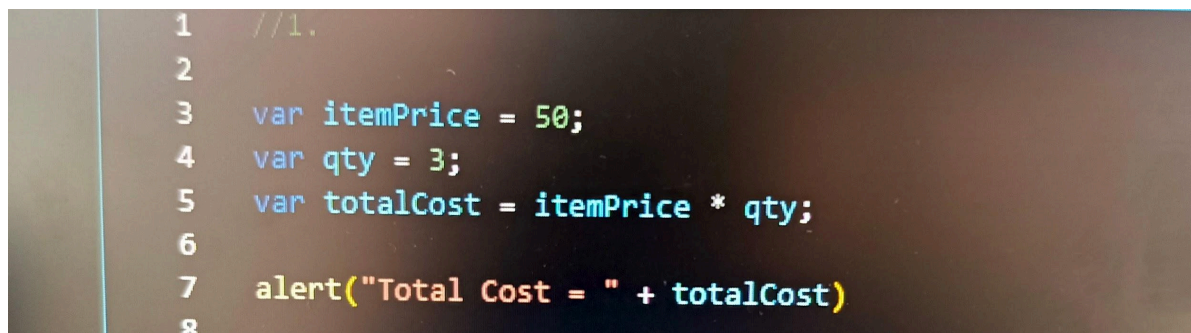 1 //1.
2
3 var itemPrice = 50;
4 var qty = 3;
5 var totalCost = itemPrice * qty;
6
7 alert("Total Cost = " + totalCost)
8